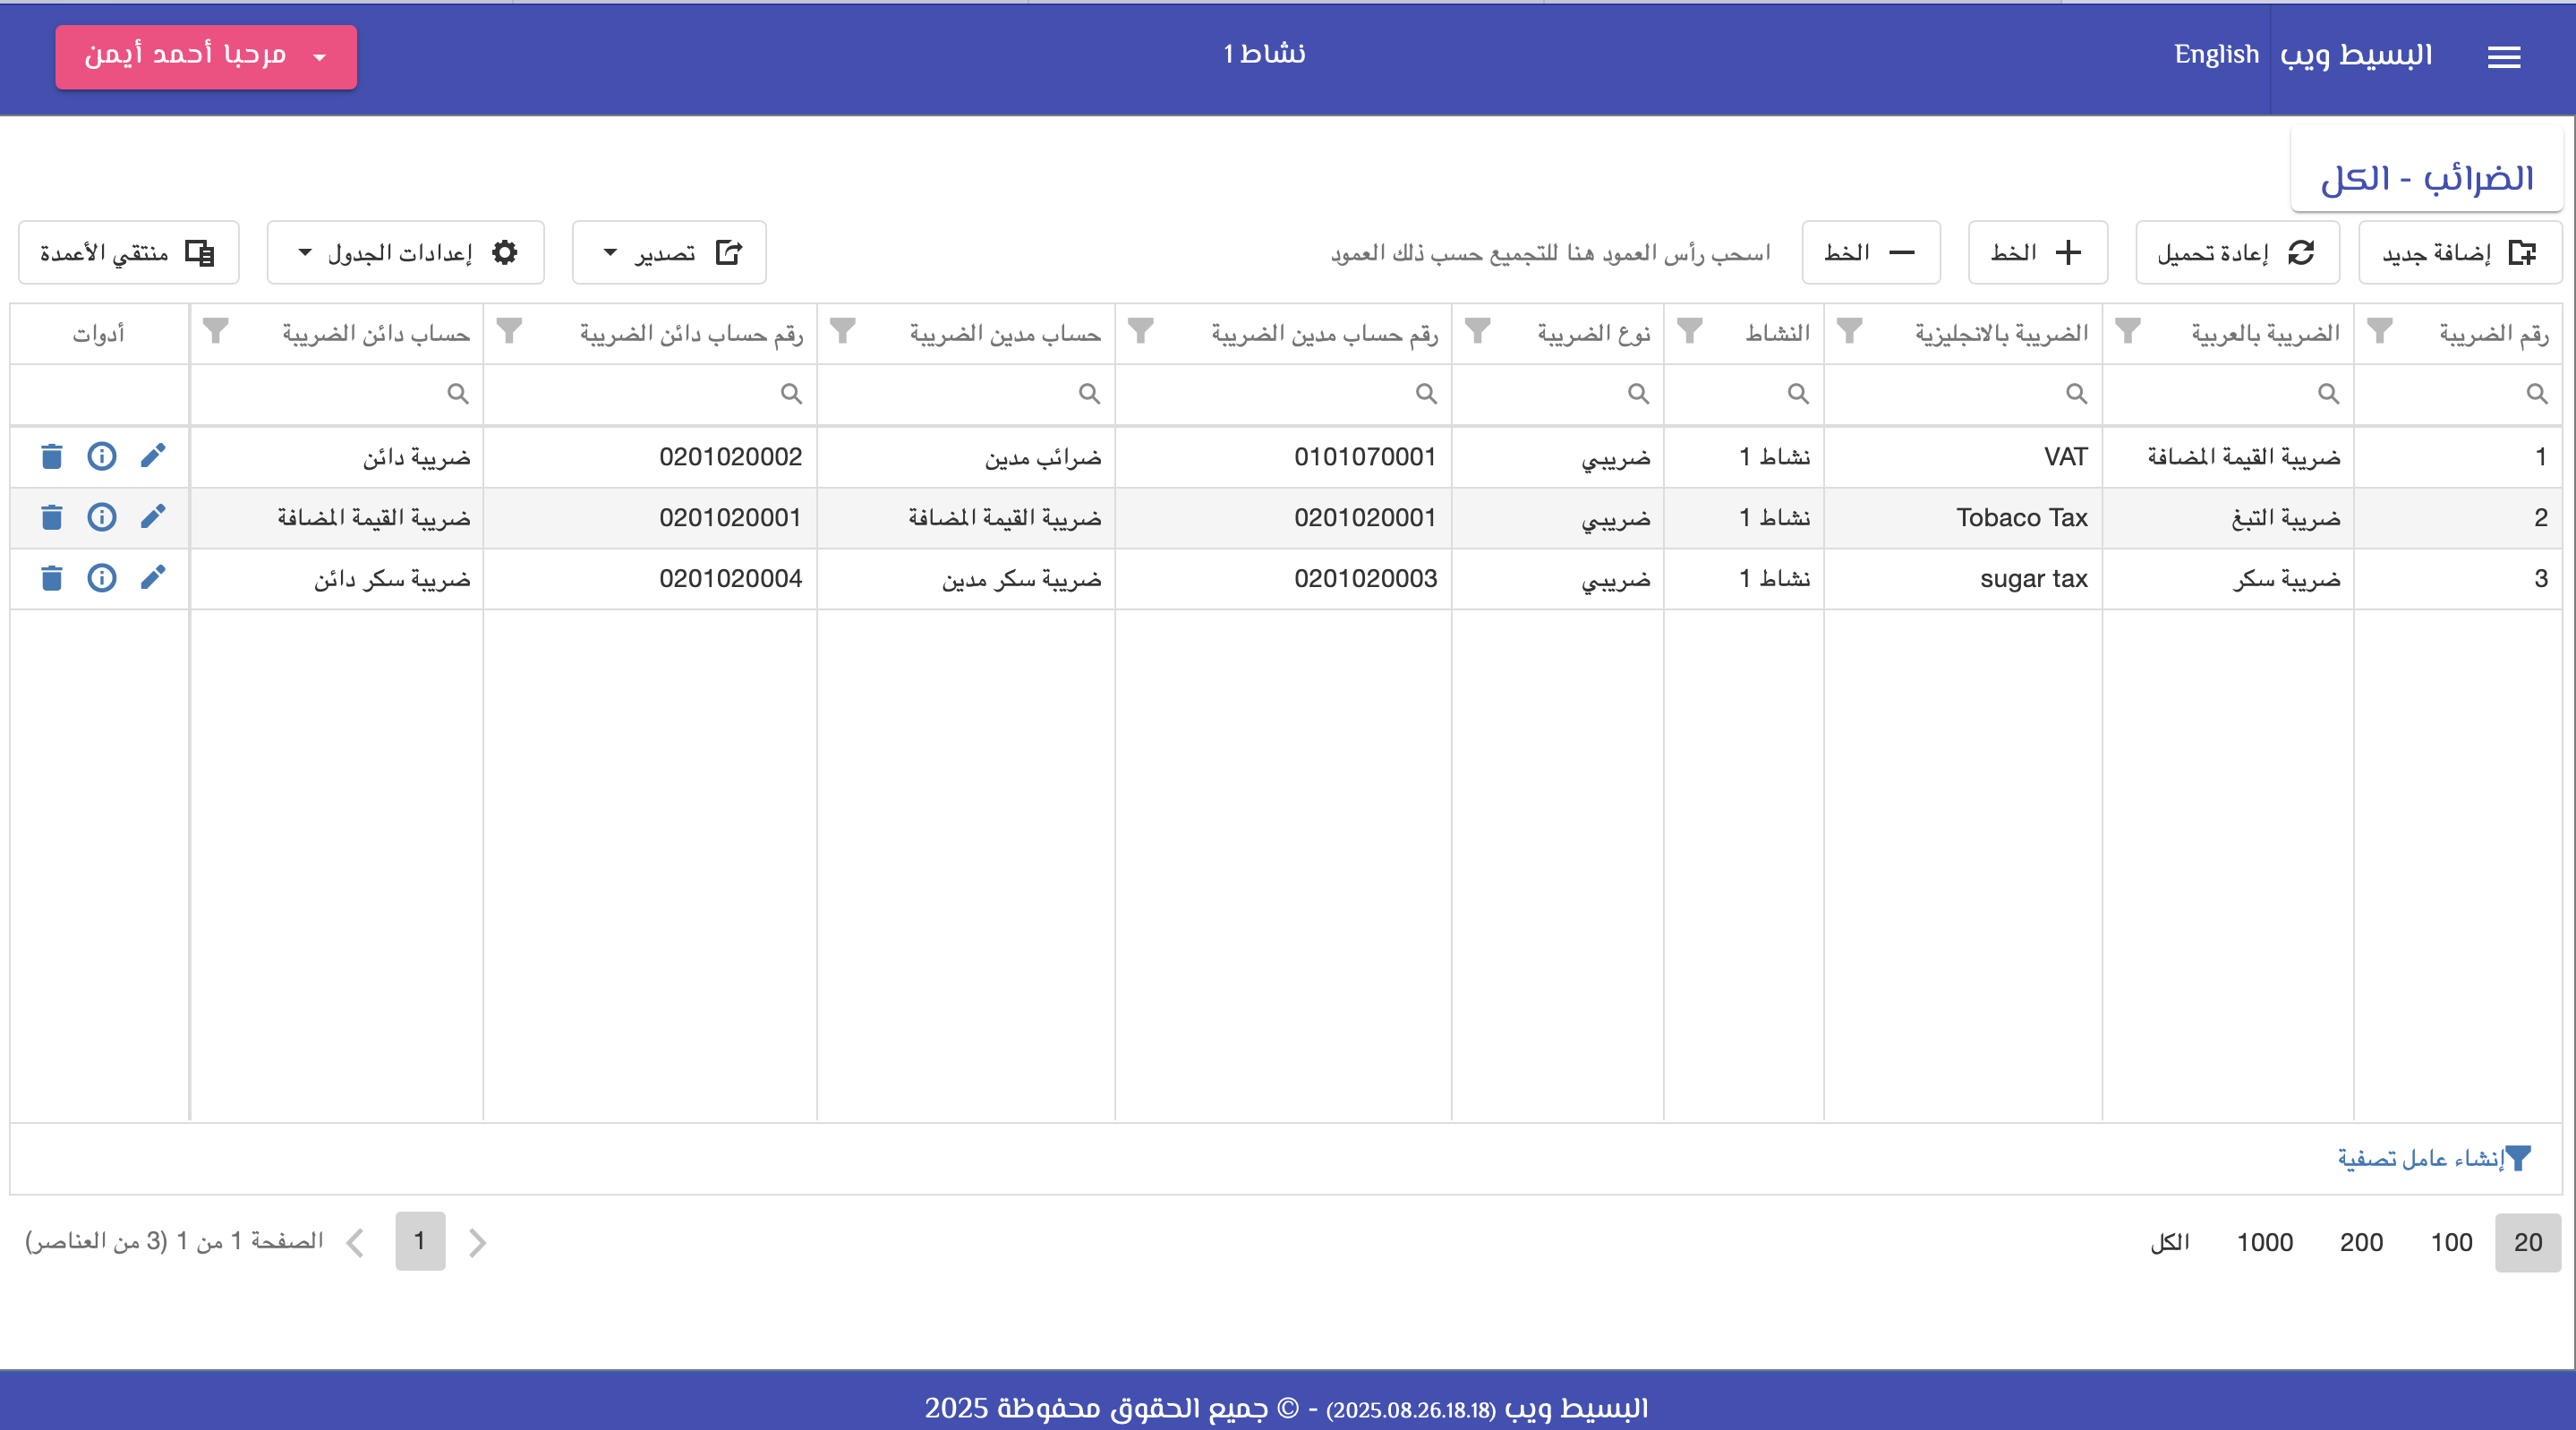 البسيط ويب English نشاط 1 مرحبا أحمد أيمن
الضرائب - الكل
إضافة جديد إعادة تحميل الخط الخط اسحب رأس العمود هنا للتجميع حسب ذلك العمود تصدير إعدادات الجدول منتقي الأعمدة
رقم الضريبة الضريبة بالعربية الضريبة بالانجليزية النشاط نوع الضريبة رقم حساب مدين الضريبة حساب مدين الضريبة رقم حساب دائن الضريبة حساب دائن الضريبة أدوات
1 ضريبة القيمة المضافة VAT نشاط 1 ضريبي 0101070001 ضرائب مدين 0201020002 ضريبة دائن
2 ضريبة التبغ Tobaco Tax نشاط 1 ضريبي 0201020001 ضريبة القيمة المضافة 0201020001 ضريبة القيمة المضافة
3 ضريبة سكر sugar tax نشاط 1 ضريبي 0201020003 ضريبة سكر مدين 0201020004 ضريبة سكر دائن
إنشاء عامل تصفية
20 100 200 1000 الكل 1 الصفحة 1 من 1 (3 من العناصر)
البسيط ويب (2025.08.26.18.18) - © جميع الحقوق محفوظة 2025